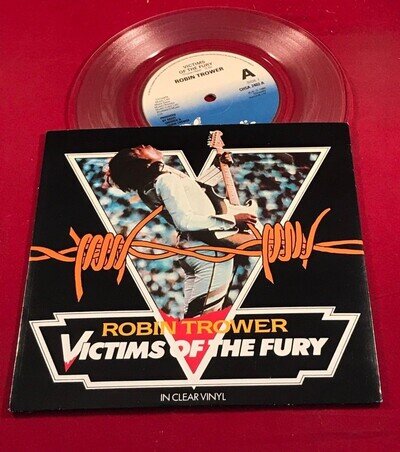 VICTIMS
OF THE FURY
ROBIN TROWER
A
ROBIN TROWER
VICTIMS OF THE FURY
IN CLEAR VINYL